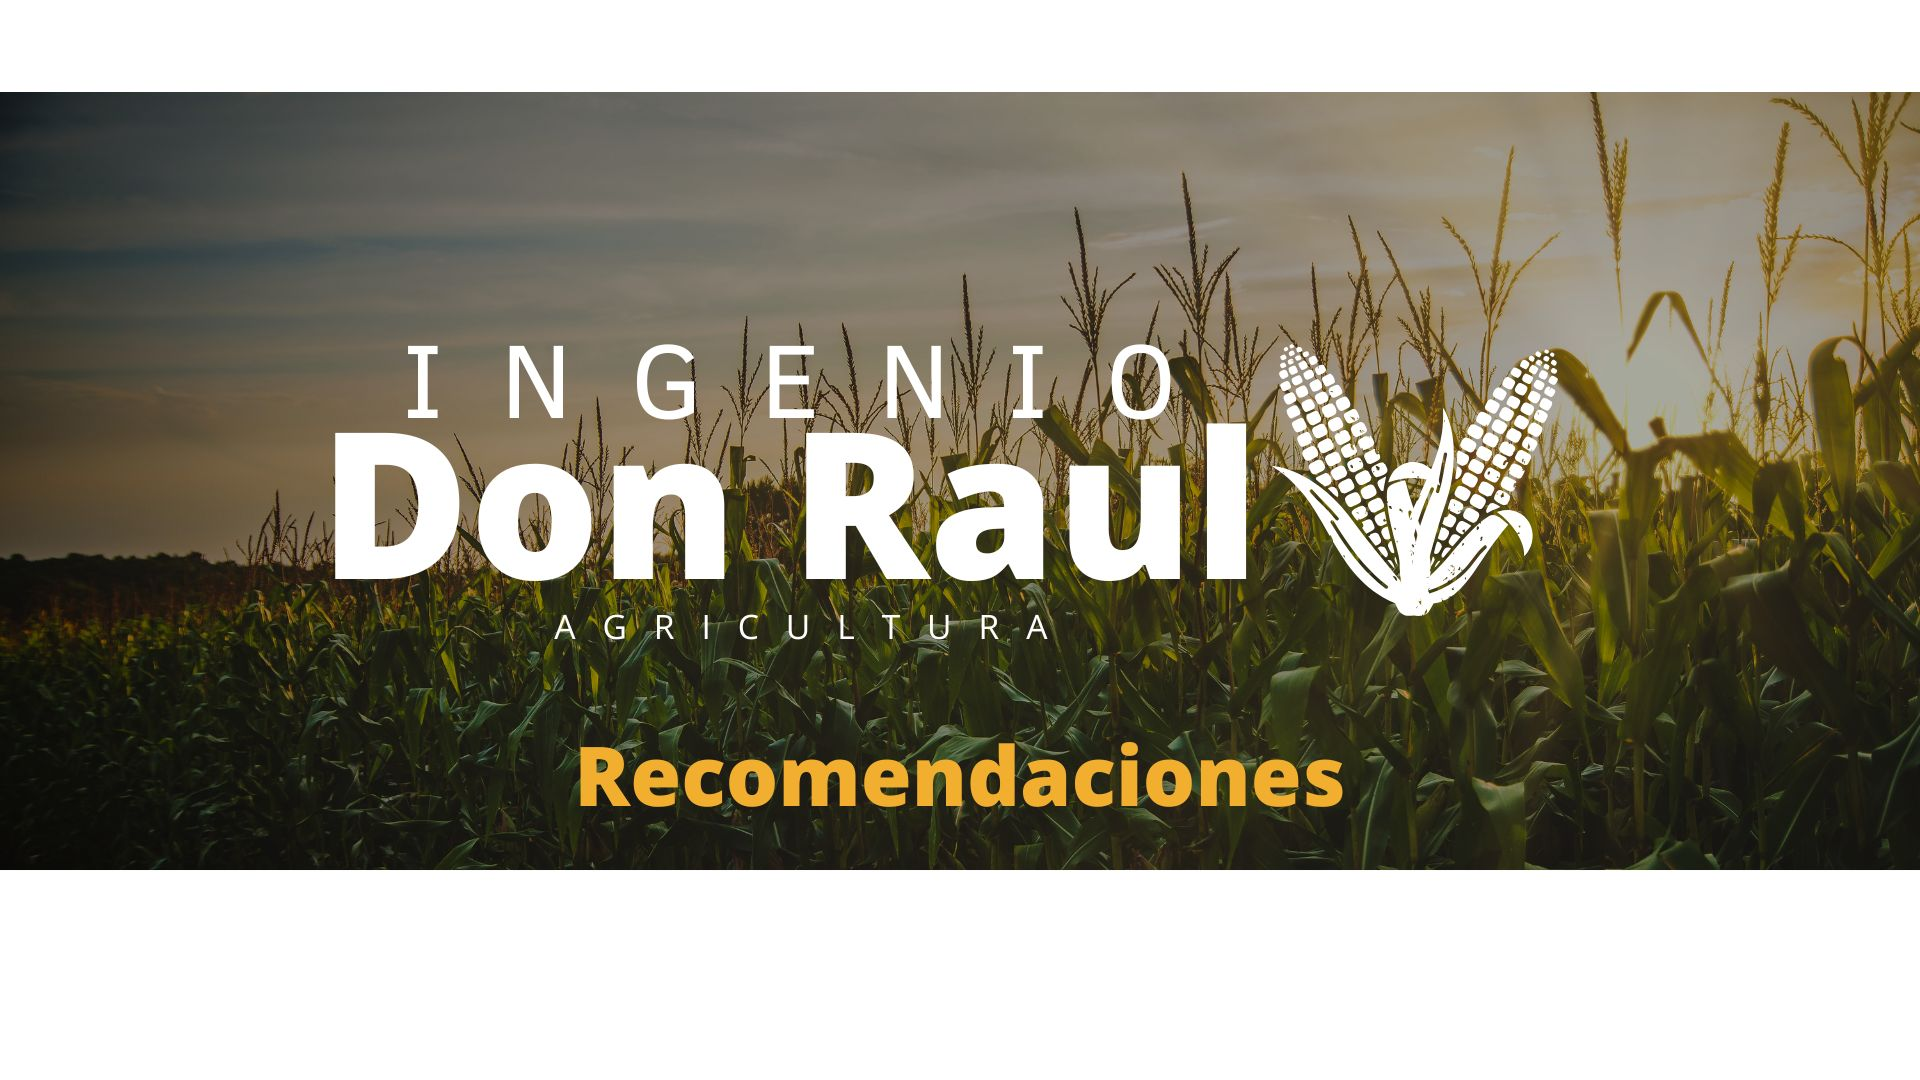 INGENIO
Don Raul
AGRICULTURA
Recomendaciones